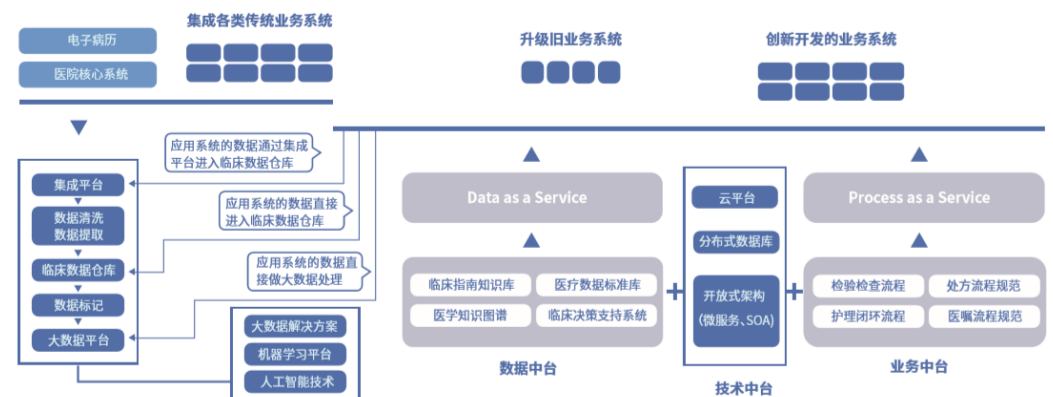 集成各类传统业务系统
电子病历
医院核心系统
升级旧业务系统
创新开发的业务系统
应用系统的数据通过集成
平台进入临床数据仓库
应用系统的数据直接
进入临床数据仓库
应用系统的数据直
接做大数据处理
集成平台
数据清洗
数据提取
临床数据仓库
数据标记
大数据平台
大数据解决方案
机器学习平台
人工智能技术
Data as a Service
临床指南知识库
医疗数据标准库
医学知识图谱
临床决策支持系统
数据中台
+
云平台
分布式数据库
开放式架构
(微服务、SOA)
技术中台
+
Process as a Service
检验检查流程
处方流程规范
护理闭环流程
医嘱流程规范
业务中台